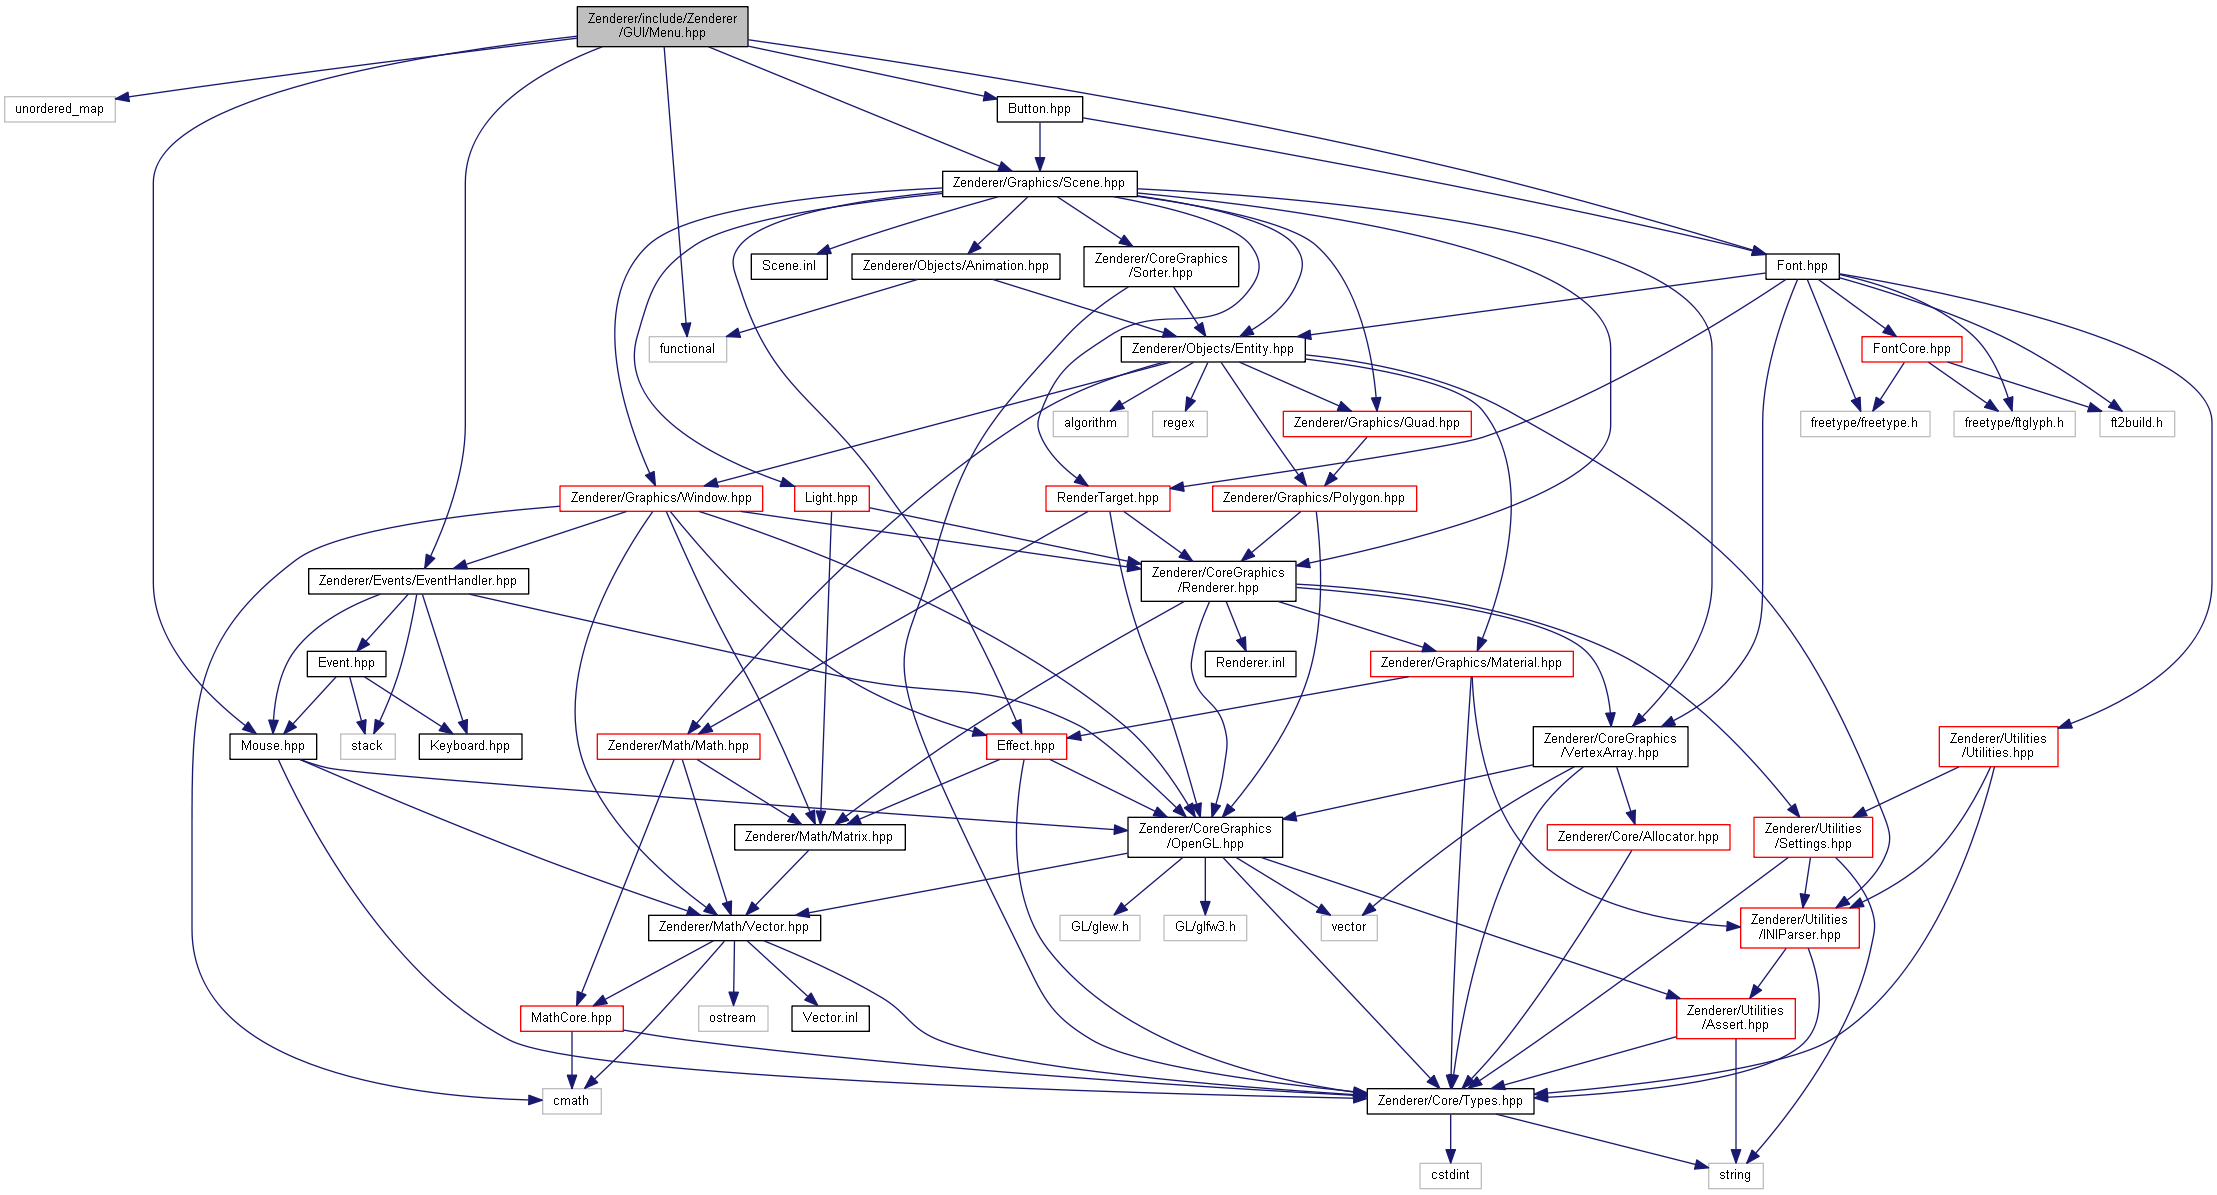 Zenderer/include/Zenderer
/GUI/Menu.hpp
unordered_map
Button.hpp
Zenderer/Graphics/Scene.hpp
Scene.inl
Zenderer/Objects/Animation.hpp
Zenderer/CoreGraphics
/Sorter.hpp
Font.hpp
functional
Zenderer/Objects/Entity.hpp
FontCore.hpp
algorithm
regex
Zenderer/Graphics/Quad.hpp
freetype/freetype.h
freetype/ftglyph.h
ft2build.h
Zenderer/Graphics/Window.hpp
Light.hpp
RenderTarget.hpp
Zenderer/Graphics/Polygon.hpp
Zenderer/Events/EventHandler.hpp
Zenderer/CoreGraphics
/Renderer.hpp
Event.hpp
Renderer.inl
Zenderer/Graphics/Material.hpp
Mouse.hpp
stack
Keyboard.hpp
Zenderer/Math/Math.hpp
Effect.hpp
Zenderer/CoreGraphics
/VertexArray.hpp
Zenderer/Utilities
/Utilities.hpp
Zenderer/Math/Matrix.hpp
Zenderer/CoreGraphics
/OpenGL.hpp
Zenderer/Core/Allocator.hpp
Zenderer/Utilities
/Settings.hpp
Zenderer/Math/Vector.hpp
GL/glew.h
GL/glfw3.h
vector
Zenderer/Utilities
/INIParser.hpp
MathCore.hpp
ostream
Vector.inl
Zenderer/Utilities
/Assert.hpp
cmath
Zenderer/Core/Types.hpp
cstdint
string